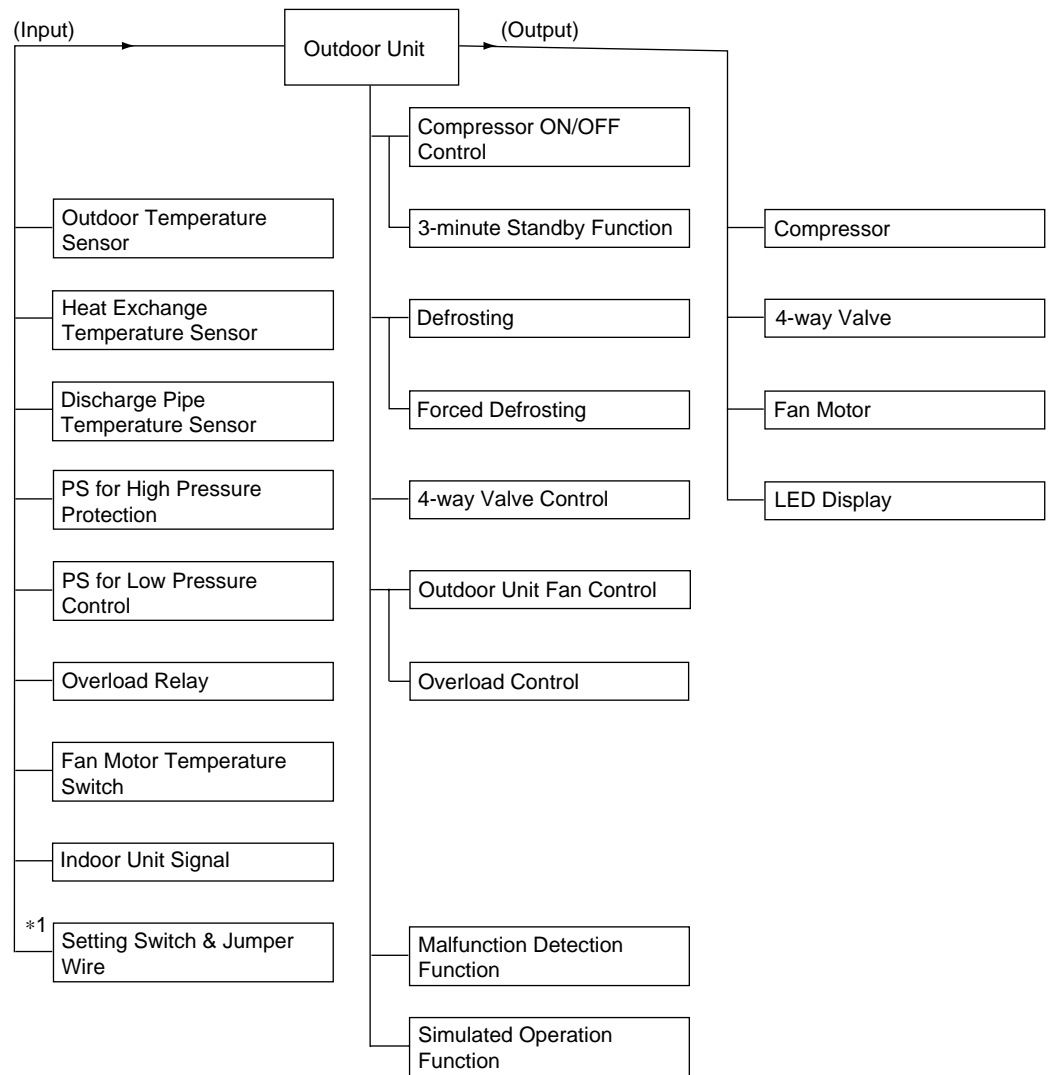 (Input)
Outdoor Unit
(Output)
Outdoor Temperature
Sensor
Heat Exchange
Temperature Sensor
Discharge Pipe
Temperature Sensor
PS for High Pressure
Protection
PS for Low Pressure
Control
Overload Relay
Fan Motor Temperature
Switch
Indoor Unit Signal
*1
Setting Switch & Jumper
Wire
Compressor ON/OFF
Control
3-minute Standby Function
Defrosting
Forced Defrosting
4-way Valve Control
Outdoor Unit Fan Control
Overload Control
Malfunction Detection
Function
Simulated Operation
Function
Compressor
4-way Valve
Fan Motor
LED Display